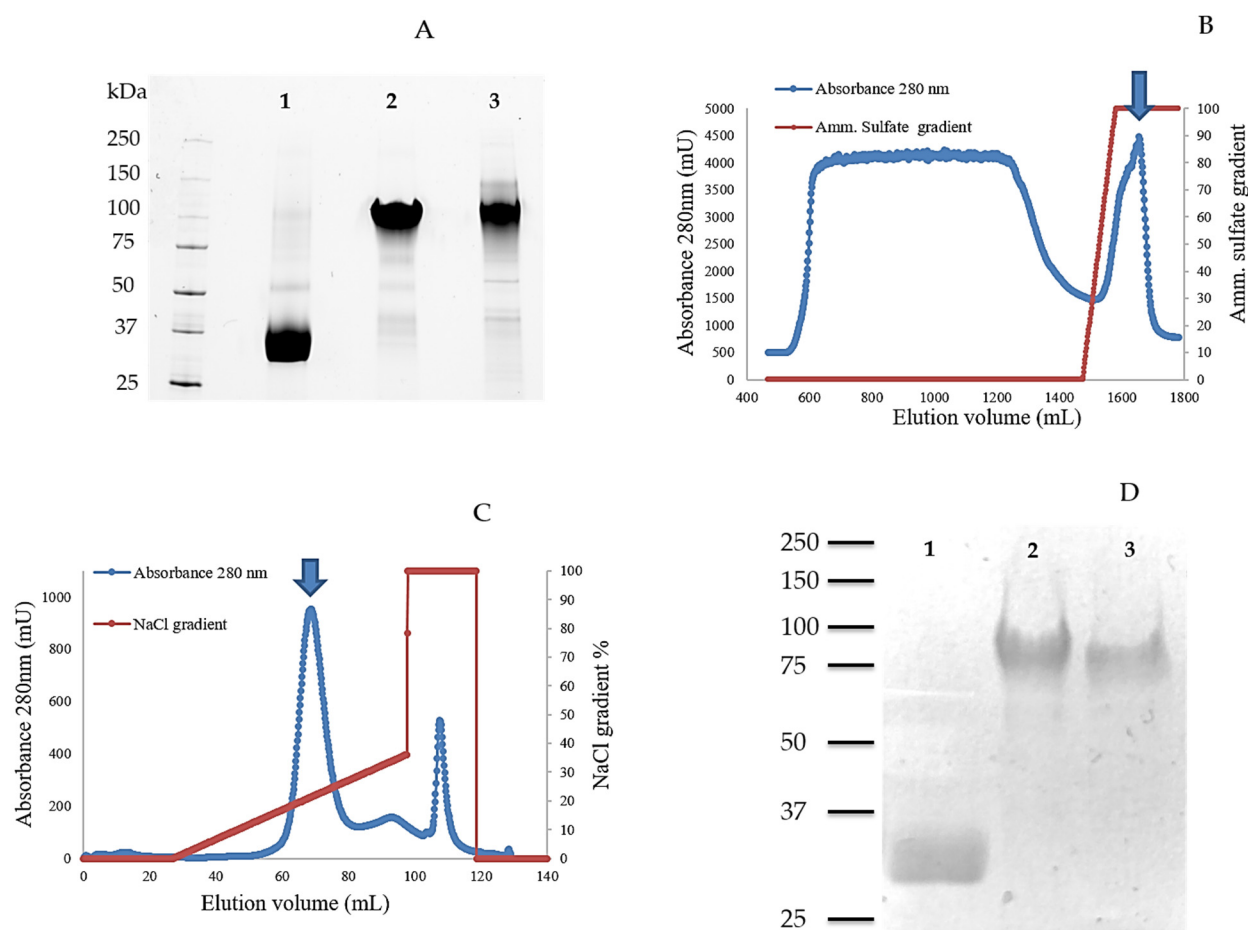 A
kDa
1 2 3
250
150
100
75
50
37
25
B
Absorbance 280 nm
Amm. Sulfate gradient
Absorbance 280nm (mU)
5000
4500
4000
3500
3000
2500
2000
1500
1000
500
0
100
90
80
70
60
50
40
30
20
10
0
Amm. sulfate gradient
400 600 800 1000 1200 1400 1600 1800
Elution volume (mL)
C
Absorbance 280 nm
NaCl gradient
Absorbance 280nm (mU)
1000
800
600
400
200
0
100
90
80
70
60
50
40
30
20
10
0
NaCl gradient %
0 20 40 60 80 100 120 140
Elution volume (mL)
D
1 2 3
250
150
100
75
50
37
25